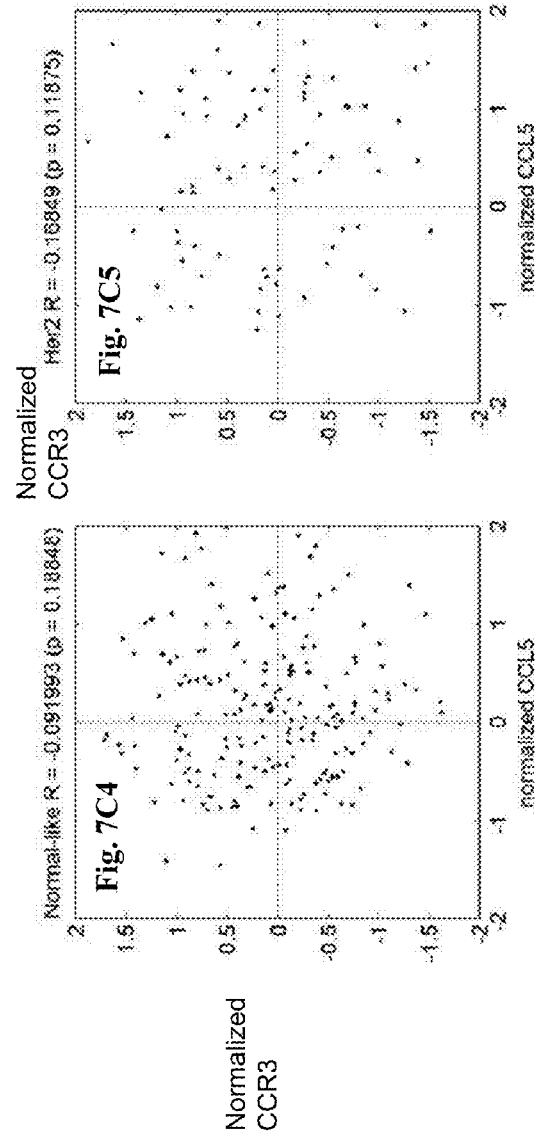 Normalized
CCR3
Normal-like R = -0.091993 (p = 0.18848)
Fig. 7C4
2
1.5
1
0.5
0
-0.5
-1
-1.5
-2
-2 -1 0 1 2
normalized CCL5
Normalized
CCR3
Her2 R = -0.16849 (p = 0.11875)
Fig. 7C5
2
1.5
1
0.5
0
-0.5
-1
-1.5
-2
-2 -1 0 1 2
normalized CCL5